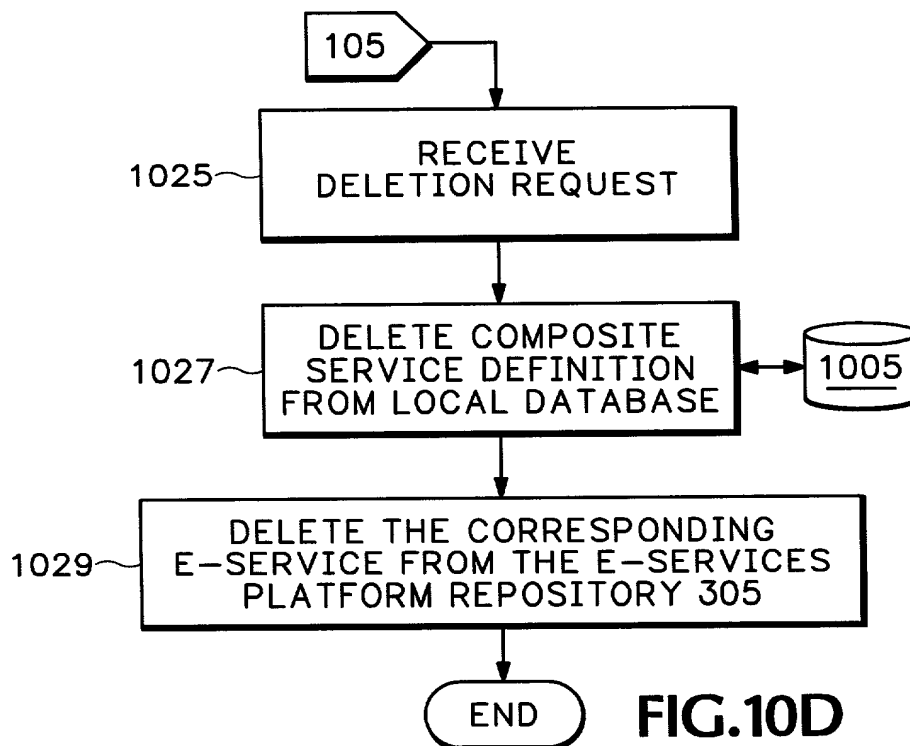 105
RECEIVE
DELETION REQUEST
1025
DELETE COMPOSITE
SERVICE DEFINITION
FROM LOCAL DATABASE
1027
1005
DELETE THE CORRESPONDING
E-SERVICE FROM THE E-SERVICES
PLATFORM REPOSITORY 305
1029
END
FIG.10D